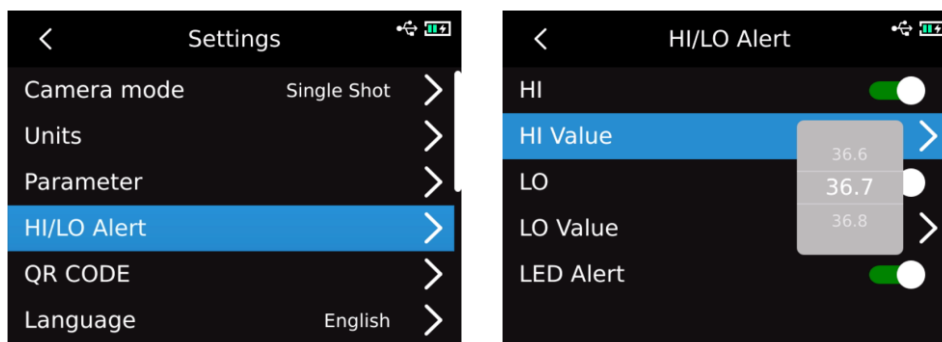 Settings
Camera mode Single Shot
Units
Parameter
HI/LO Alert
QR CODE
Language English
HI/LO Alert
HI
HI Value
36.6
LO
36.7
LO Value
36.8
LED Alert